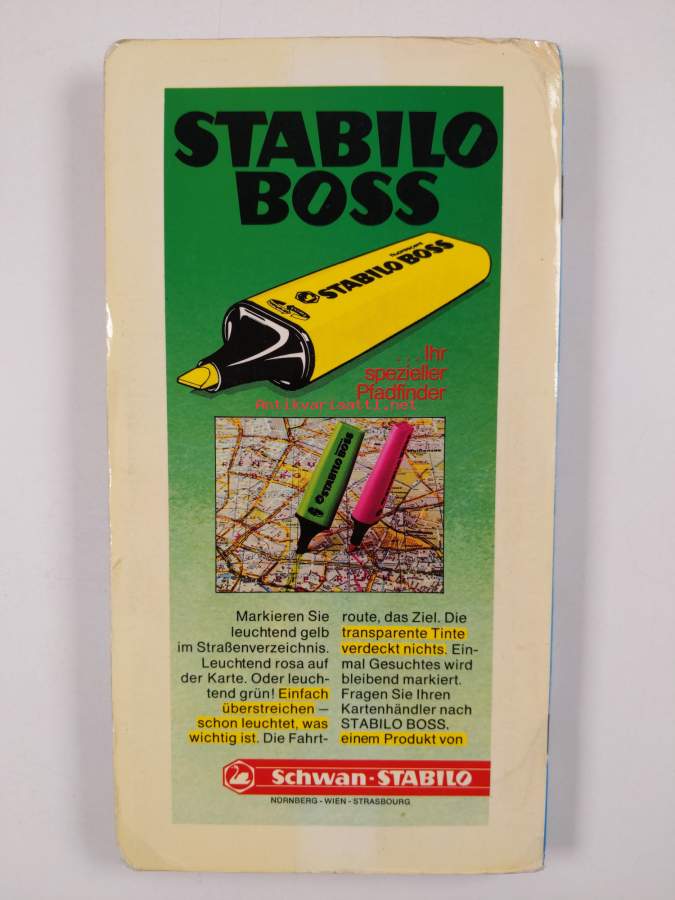 STABILO
BOSS
STABILO BOSS
...Ihr
spezieller
Pfadfinder
Antikvariaatti.net
STABILO BOSS
Markieren Sie
leuchtend gelb
im Straßenverzeichnis.
Leuchtend rosa auf
der Karte. Oder leuch-
tend grün! Einfach
überstreichen –
schon leuchtet, was
wichtig ist. Die Fahrt-
route, das Ziel. Die
transparente Tinte
verdeckt nichts. Ein-
mal Gesuchtes wird
bleibend markiert.
Fragen Sie Ihren
Kartenhändler nach
STABILO BOSS.
einem Produkt von
Schwan-STABILO
NÜRNBERG - WIEN - STRASBOURG